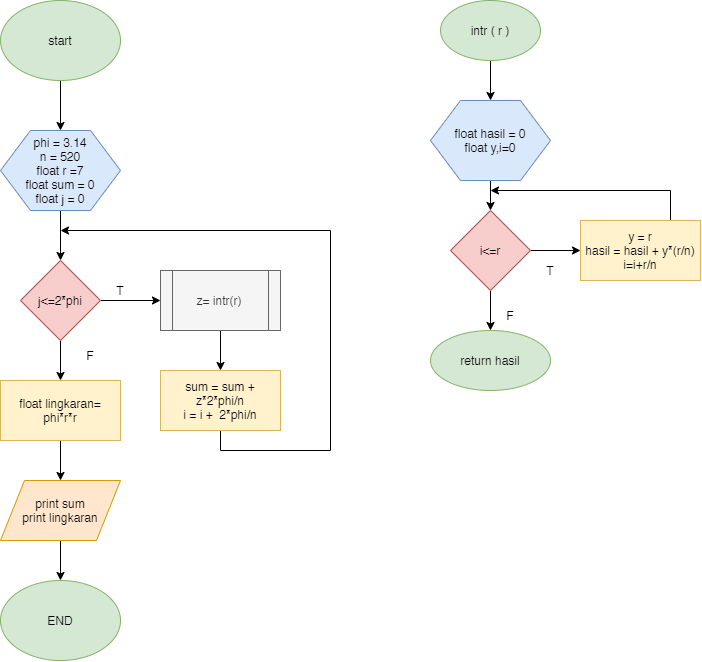 start
phi = 3.14
n = 520
float r =7
float sum = 0
float j = 0
j<=2*phi
T
z= intr(r)
F
sum = sum +
z*2*phi/n
i = i +  2*phi/n
float lingkaran=
phi*r*r
print sum
print lingkaran
END
intr ( r )
float hasil = 0
float y,i=0
i<=r
T
y = r
hasil = hasil + y*(r/n)
i=i+r/n
F
return hasil